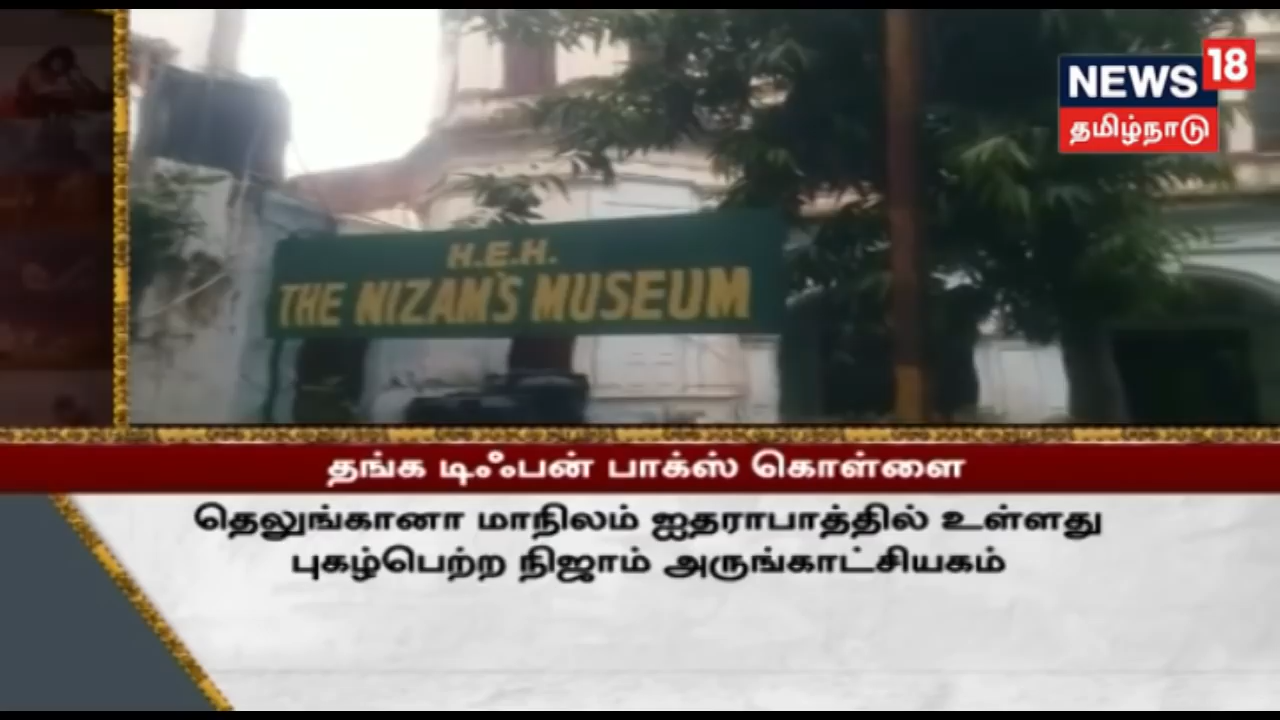 NEWS 18
தமிழ்நாடு
H.E.H.
THE NIZAM'S MUSEUM
தங்க டிஃபன் பாக்ஸ் கொள்ளை
தெலுங்கானா மாநிலம் ஐதராபாத்தில் உள்ளது
புகழ்பெற்ற நிஜாம் அருங்காட்சியகம்